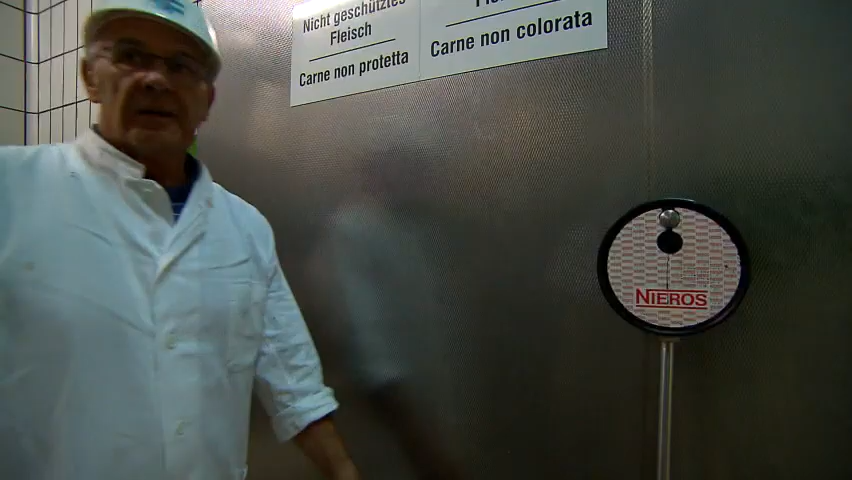 Nicht geschütztes
Fleisch
Carne non protetta
Carne non colorata
NIEROS